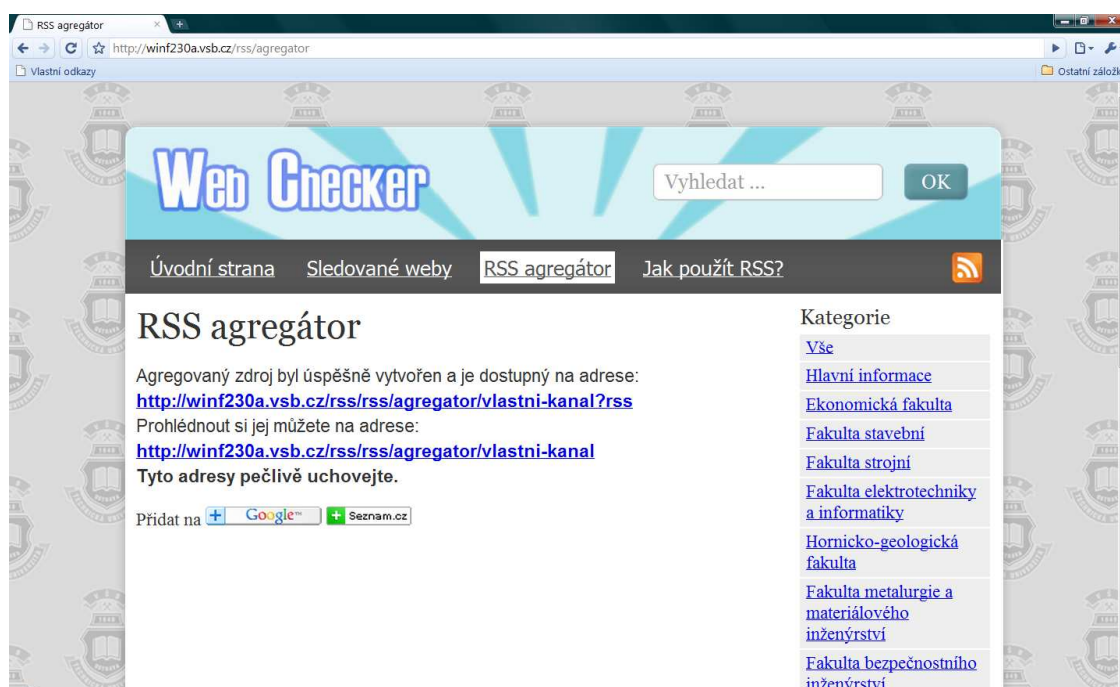 RSS agregátor
http://winf230a.vsb.cz/rss/agregator
Vlastní odkazy
Ostatní zálož
Web Checker
Vyhledat ...
OK
Úvodní strana
Sledované weby
RSS agregátor
Jak použít RSS?
RSS agregátor
Agregovaný zdroj byl úspěšně vytvořen a je dostupný na adrese:
http://winf230a.vsb.cz/rss/rss/agregator/vlastni-kanal?rss
Prohlédnout si jej můžete na adrese:
http://winf230a.vsb.cz/rss/rss/agregator/vlastni-kanal
Tyto adresy pečlivě uchovejte.
Přidat na
Google™
Seznam.cz
Kategorie
Vše
Hlavní informace
Ekonomická fakulta
Fakulta stavební
Fakulta strojní
Fakulta elektrotechniky
a informatiky
Hornicko-geologická
fakulta
Fakulta metalurgie a
materiálového
inženýrství
Fakulta bezpečnostního
inženýrství